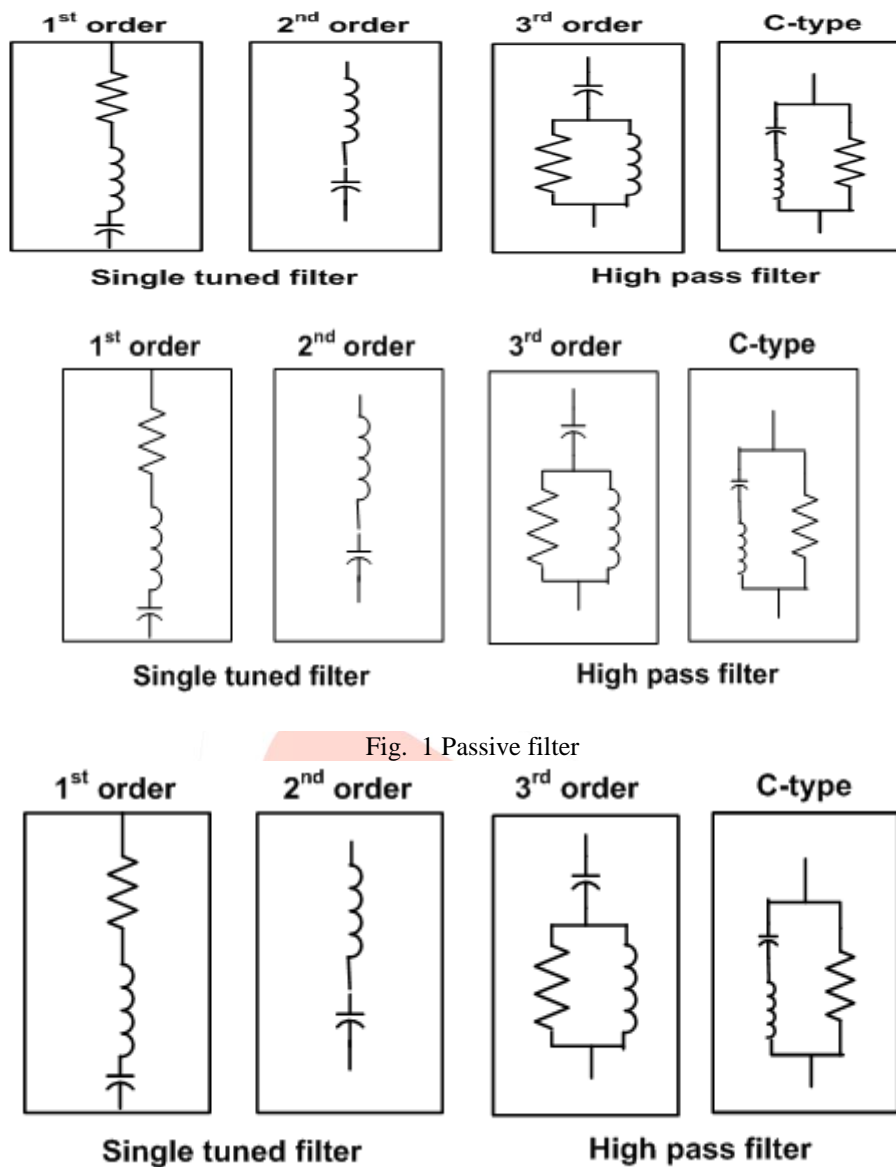 1st order 2nd order 3rd order C-type
Single tuned filter High pass filter
1st order 2nd order 3rd order C-type
Single tuned filter High pass filter
Fig. 1 Passive filter
1st order 2nd order 3rd order C-type
Single tuned filter High pass filter